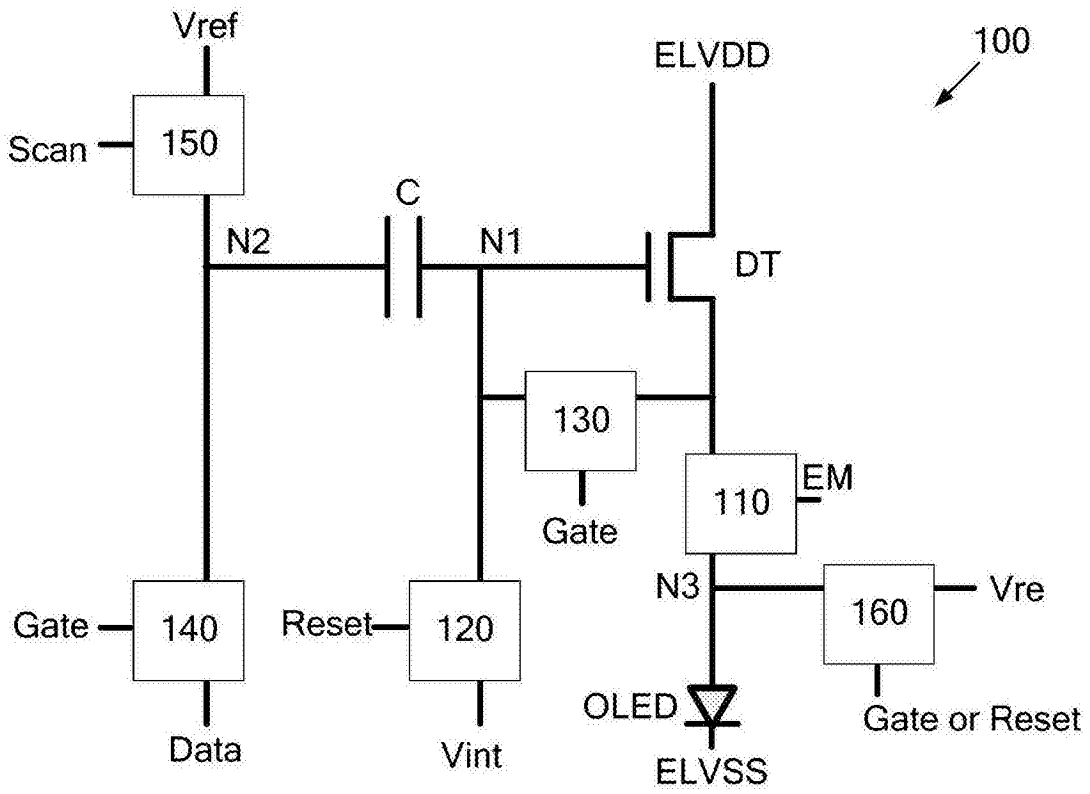 Vref
100
ELVDD
Scan
150
C
N2
N1
DT
130
EM
110
Gate
N3
Vre
Gate
140
Reset
120
160
OLED
Gate or Reset
Data
Vint
ELVSS